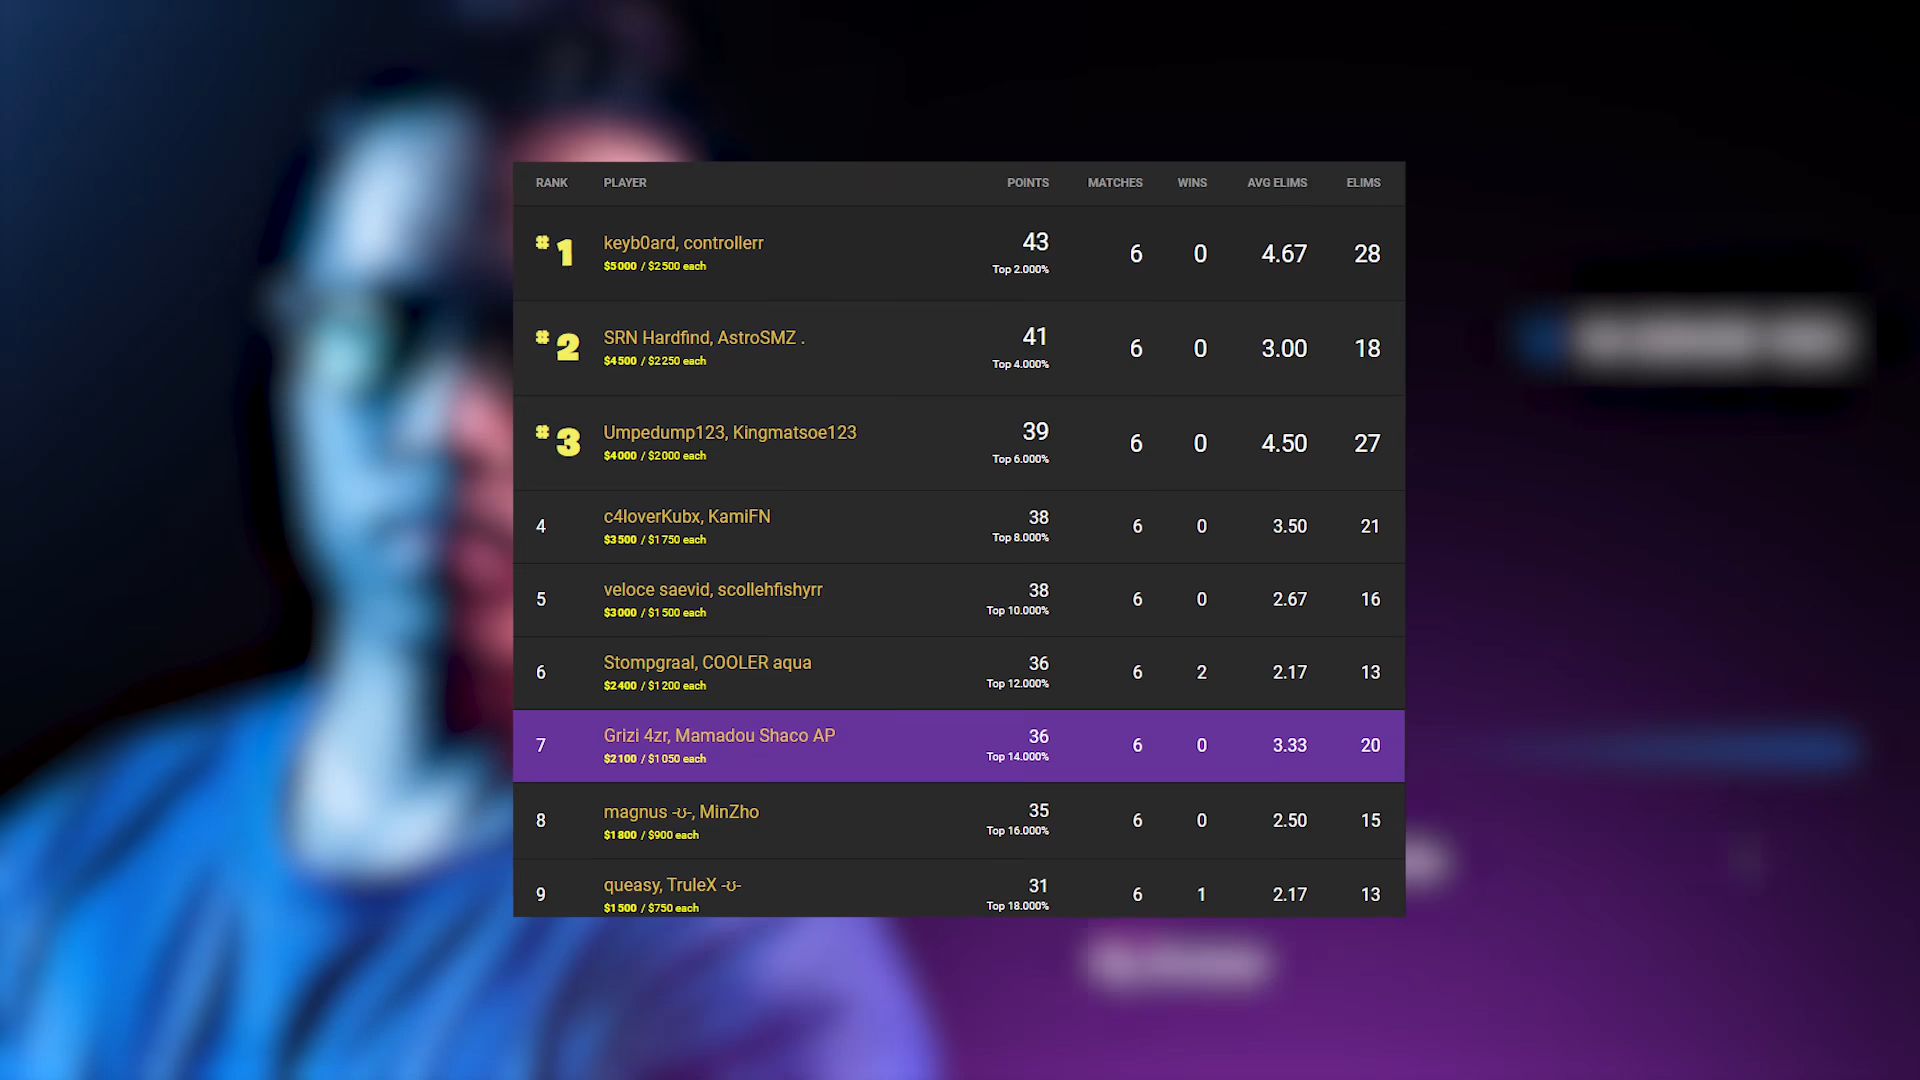 RANK PLAYER POINTS MATCHES WINS AVG ELIMS ELIMS
#1 keyb0ard, controllerr 43 6 0 4.67 28
$5000 / $2500 each Top 2.000%
#2 SRN Hardfind, AstroSMZ . 41 6 0 3.00 18
$4500 / $2250 each Top 4.000%
#3 Umpedump123, Kingmatsoe123 39 6 0 4.50 27
$4000 / $2000 each Top 6.000%
4 c4loverKubx, KamiFN 38 6 0 3.50 21
$3500 / $1750 each Top 8.000%
5 veloce saevid, scollehfishyrr 38 6 0 2.67 16
$3000 / $1500 each Top 10.000%
6 Stompgraal, COOLER aqua 36 6 2 2.17 13
$2400 / $1200 each Top 12.000%
7 Grizi 4zr, Mamadou Shaco AP 36 6 0 3.33 20
$2100 / $1050 each Top 14.000%
8 magnus -ʊ-, MinZho 35 6 0 2.50 15
$1800 / $900 each Top 16.000%
9 queasy, TruleX -ʊ- 31 6 1 2.17 13
$1500 / $750 each Top 18.000%